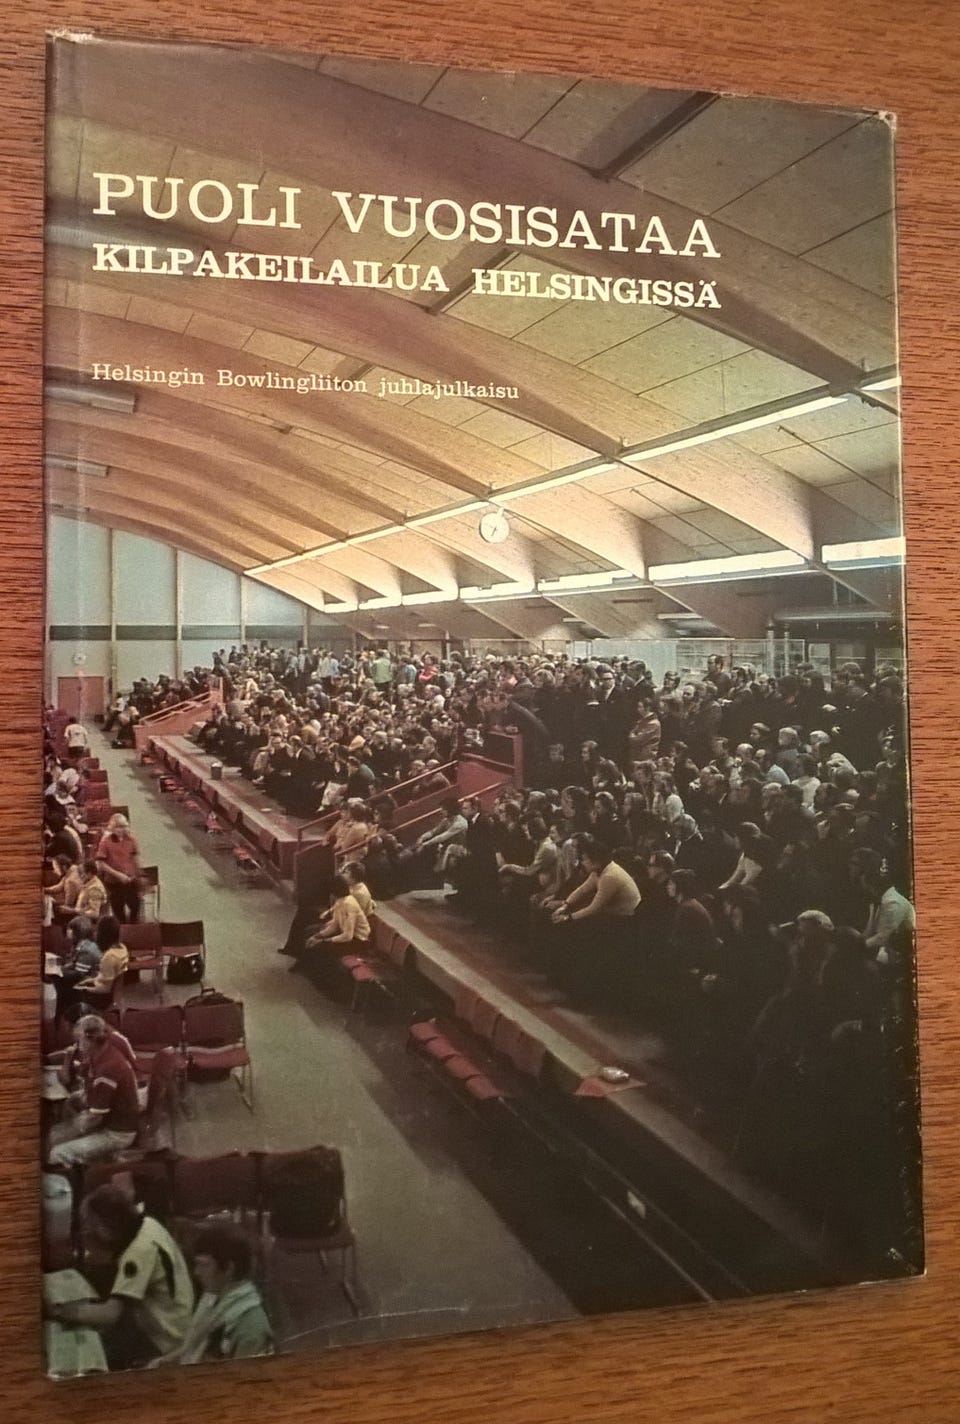 PUOLI VUOSISATAA
KILPAKEILAILUA HELSINGISSÄ
Helsingin Bowlingliiton juhlajulkaisu